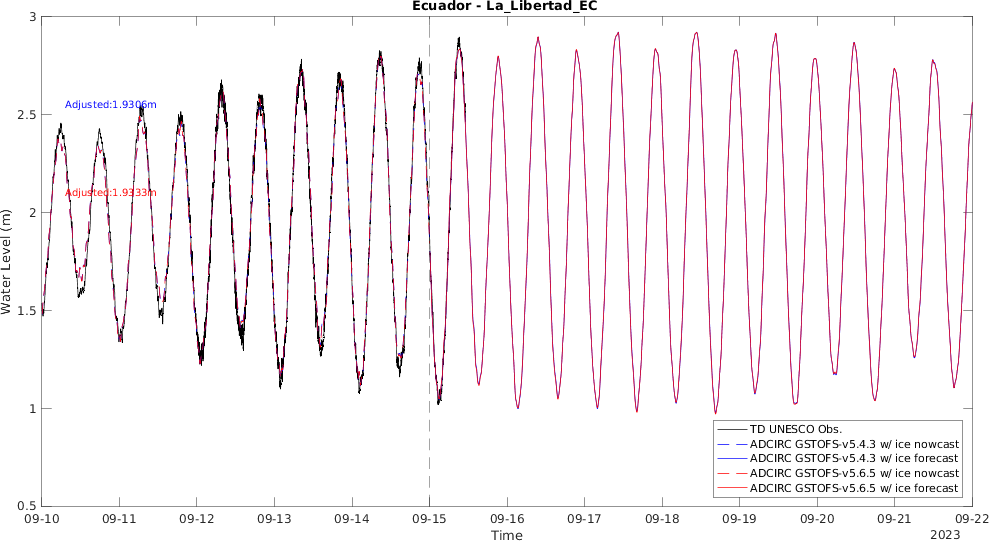 Ecuador - La_Libertad_EC
3
2.5
2
1.5
1
0.5
Water Level (m)
Adjusted:1.9306m
Adjusted:1.9333m
TD UNESCO Obs.
ADCIRC GSTOFS-v5.4.3 w/ ice nowcast
ADCIRC GSTOFS-v5.4.3 w/ ice forecast
ADCIRC GSTOFS-v5.6.5 w/ ice nowcast
ADCIRC GSTOFS-v5.6.5 w/ ice forecast
09-10 09-11 09-12 09-13 09-14 09-15 09-16 09-17 09-18 09-19 09-20 09-21 09-22
Time
2023